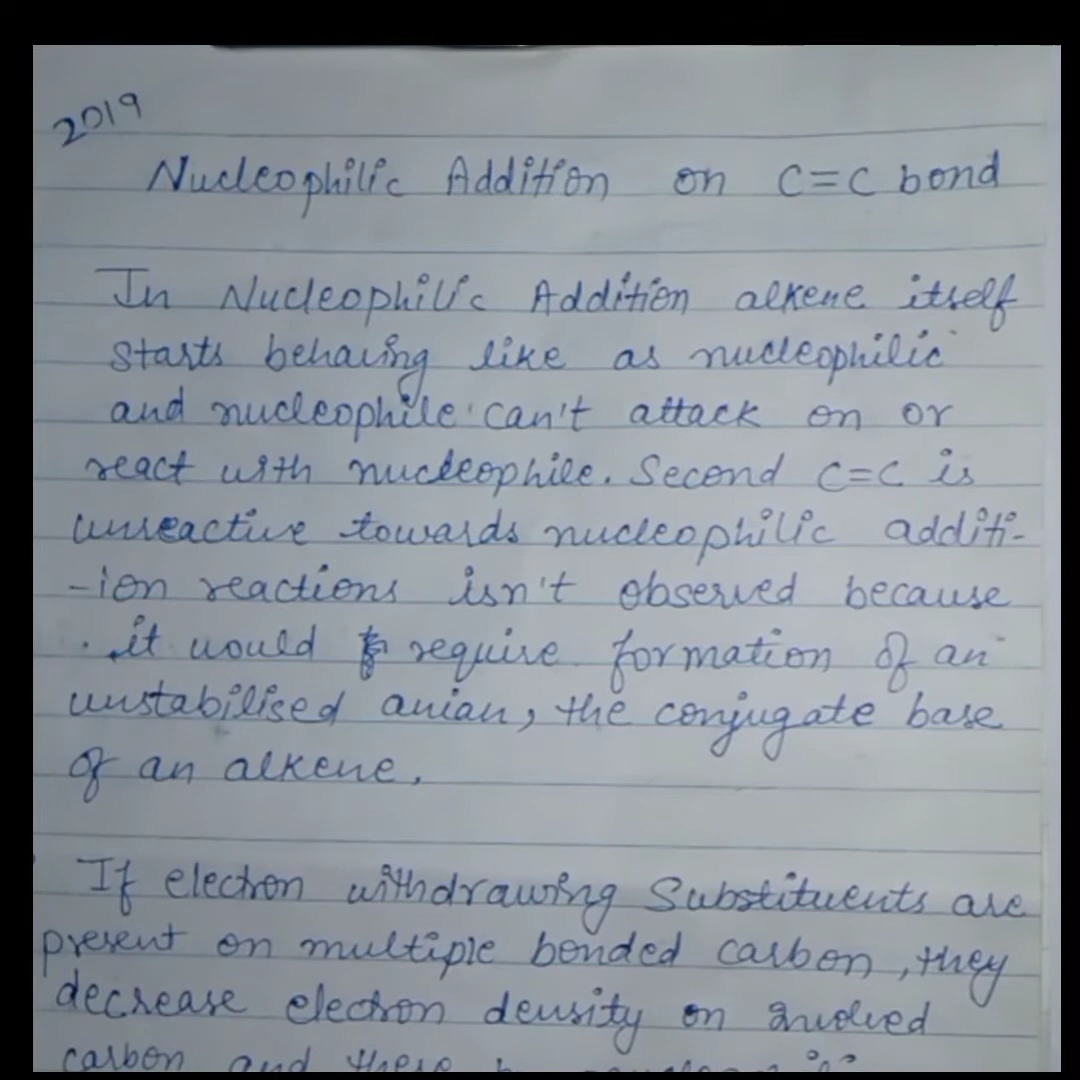 2019
Nucleophilic Addition on C=C bond
In Nucleophilic Addition alkene itself
starts behaving like as nucleophilic
and nucleophile can't attack on or
react with nucleophile. Second C=C is
unreactive towards nucleophilic additi-
-ion reactions isn't observed because
it would require formation of an
unstabilised anian, the conjugate base
of an alkene.
If electron withdrawing Substituents are
present on multiple bonded carbon, they
decrease electron density on involved
carbon and